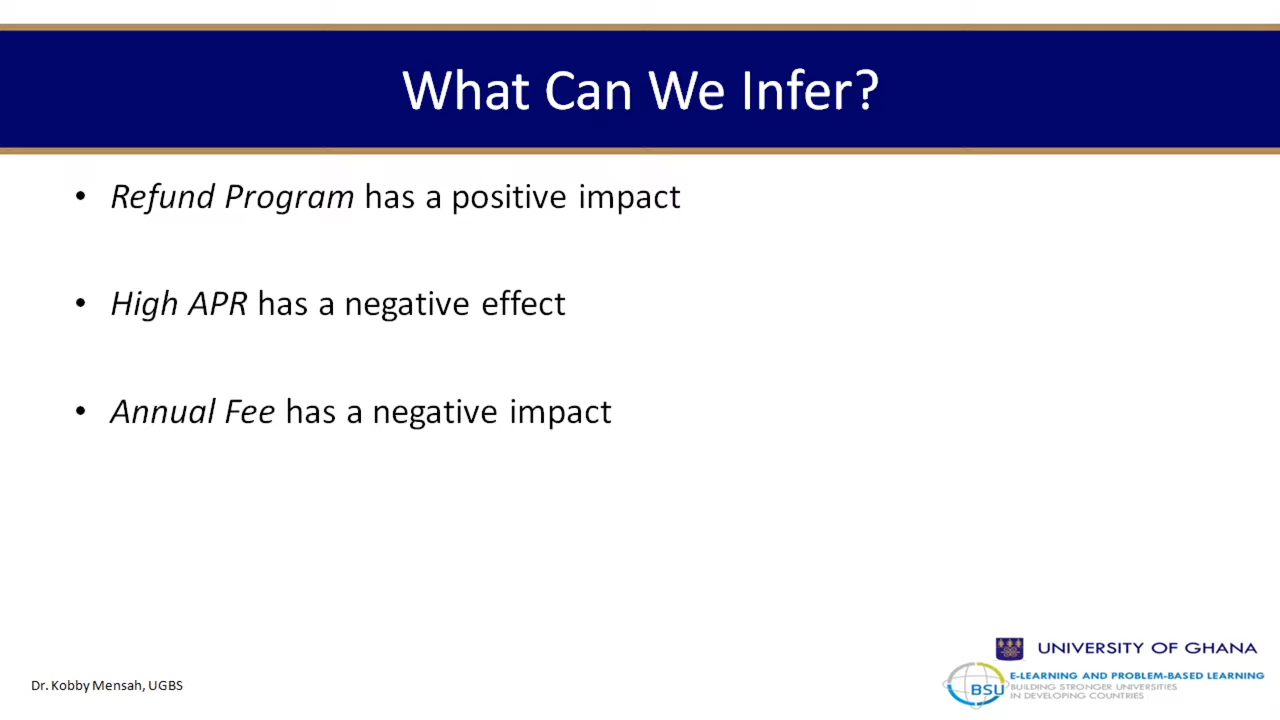 What Can We Infer?
• Refund Program has a positive impact
• High APR has a negative effect
• Annual Fee has a negative impact
Dr. Kobby Mensah, UGBS
UNIVERSITY OF GHANA
BSU
E-LEARNING AND PROBLEM-BASED LEARNING
BUILDING STRONGER UNIVERSITIES
IN DEVELOPING COUNTRIES